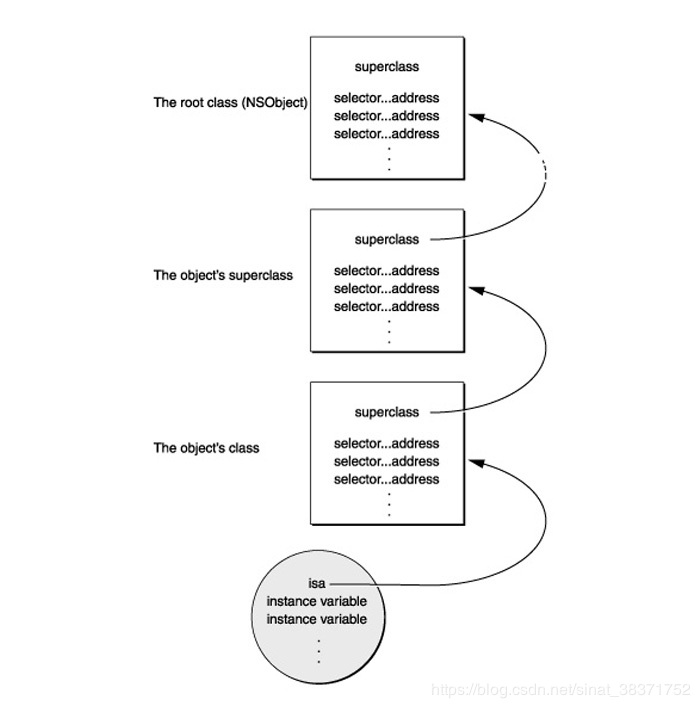 superclass
The root class (NSObject)
selector...address
selector...address
selector...address
superclass
The object's superclass
selector...address
selector...address
selector...address
superclass
The object's class
selector...address
selector...address
selector...address
isa
instance variable
instance variable
https://blog.csdn.net/sinat_38371752